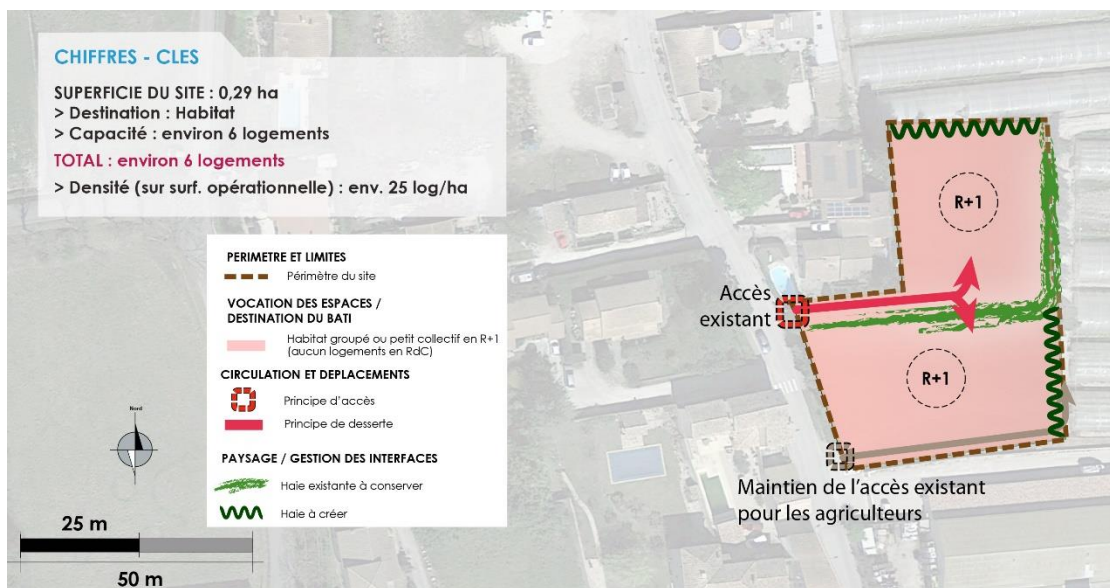 CHIFFRES - CLES
SUPERFICIE DU SITE : 0,29 ha
> Destination : Habitat
> Capacité : environ 6 logements
TOTAL : environ 6 logements
> Densité (sur surf. opérationnelle) : env. 25 log/ha
PERIMETRE ET LIMITES
Périmètre du site
VOCATION DES ESPACES /
DESTINATION DU BATI
Habitat groupé ou petit collectif en R+1
(aucun logements en RdC)
CIRCULATION ET DEPLACEMENTS
Principe d'accès
Principe de desserte
PAYSAGE / GESTION DES INTERFACES
Haie existante à conserver
Haie à créer
Nord
25 m
50 m
R+1
Accès
existant
R+1
Maintien de l'accès existant
pour les agriculteurs